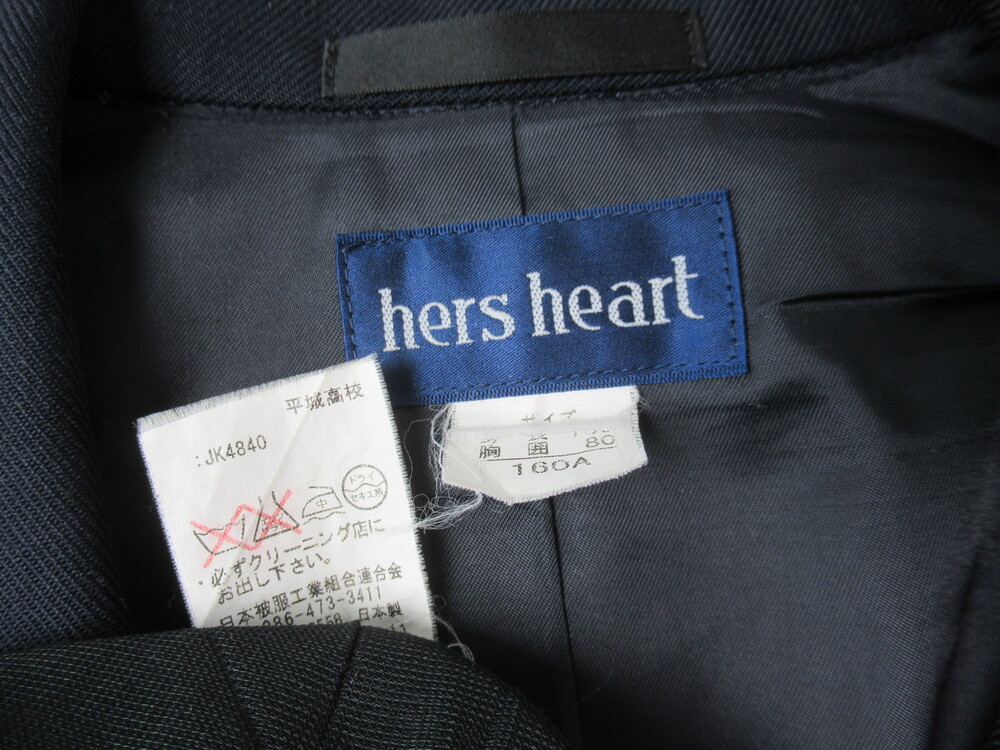 hers heart
平城高校
:JK4840
中
ドライ
セキユ系
・必ずクリーニング店に
お出し下さい。
日本被服工業組合連合会
086-473-3411
日本製
サイズ
胸 囲 80
160A